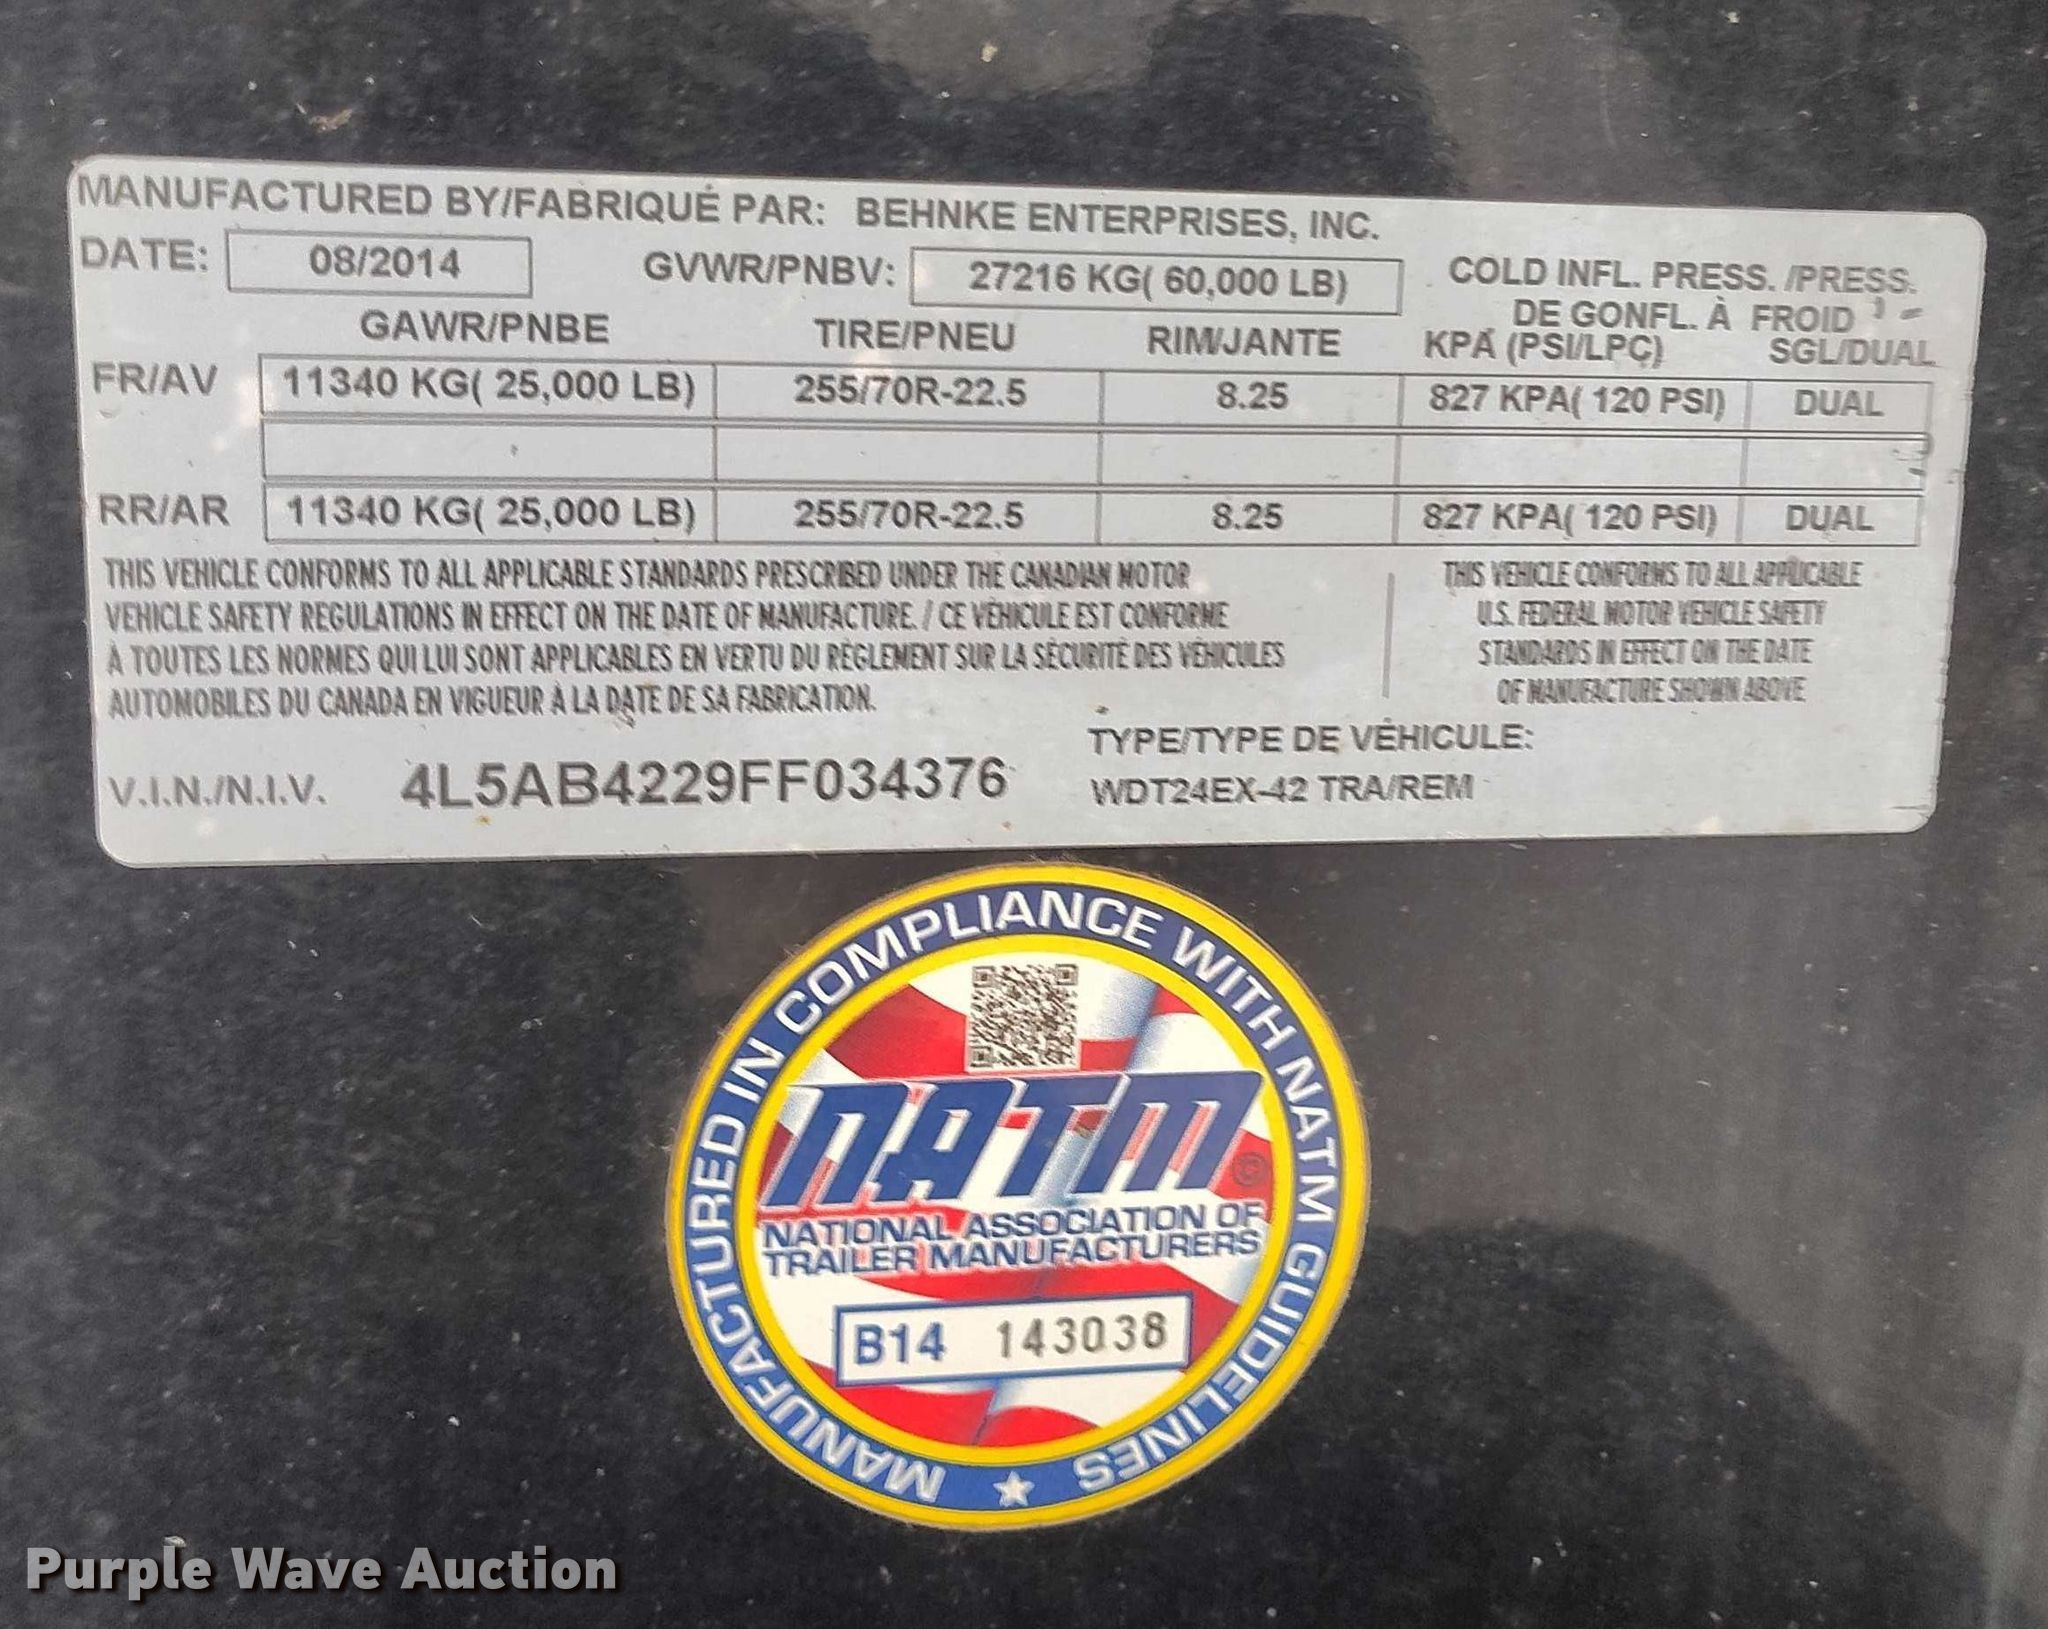 MANUFACTURED BY/FABRIQUÉ PAR: BEHNKE ENTERPRISES, INC.
DATE: 08/2014 GVWR/PNBV: 27216 KG( 60,000 LB) COLD INFL. PRESS. /PRESS.
DE GONFL. À FROID
GAWR/PNBE TIRE/PNEU RIM/JANTE KPA (PSI/LPC) SGL/DUAL
FR/AV 11340 KG( 25,000 LB) 255/70R-22.5 8.25 827 KPA( 120 PSI) DUAL
RR/AR 11340 KG( 25,000 LB) 255/70R-22.5 8.25 827 KPA( 120 PSI) DUAL
THIS VEHICLE CONFORMS TO ALL APPLICABLE STANDARDS PRESCRIBED UNDER THE CANADIAN MOTOR
VEHICLE SAFETY REGULATIONS IN EFFECT ON THE DATE OF MANUFACTURE. / CE VÉHICULE EST CONFORME
À TOUTES LES NORMES QUI LUI SONT APPLICABLES EN VERTU DU RÈGLEMENT SUR LA SÉCURITÉ DES VÉHICULES
AUTOMOBILES DU CANADA EN VIGUEUR À LA DATE DE SA FABRICATION.
THIS VEHICLE CONFORMS TO ALL APPLICABLE
U.S. FEDERAL MOTOR VEHICLE SAFETY
STANDARDS IN EFFECT ON THE DATE
OF MANUFACTURE SHOWN ABOVE
V.I.N./N.I.V. 4L5AB4229FF034376
TYPE/TYPE DE VÉHICULE:
WDT24EX-42 TRA/REM
MANUFACTURED IN COMPLIANCE WITH NATM GUIDELINES
NATM ©
NATIONAL ASSOCIATION OF
TRAILER MANUFACTURERS
B14 143038
Purple Wave Auction